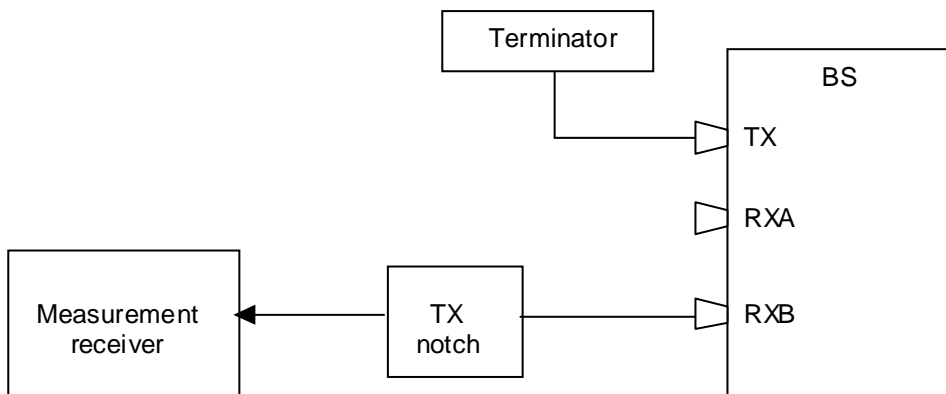 Terminator
BS
TX
RXA
Measurement
receiver
TX
notch
RXB